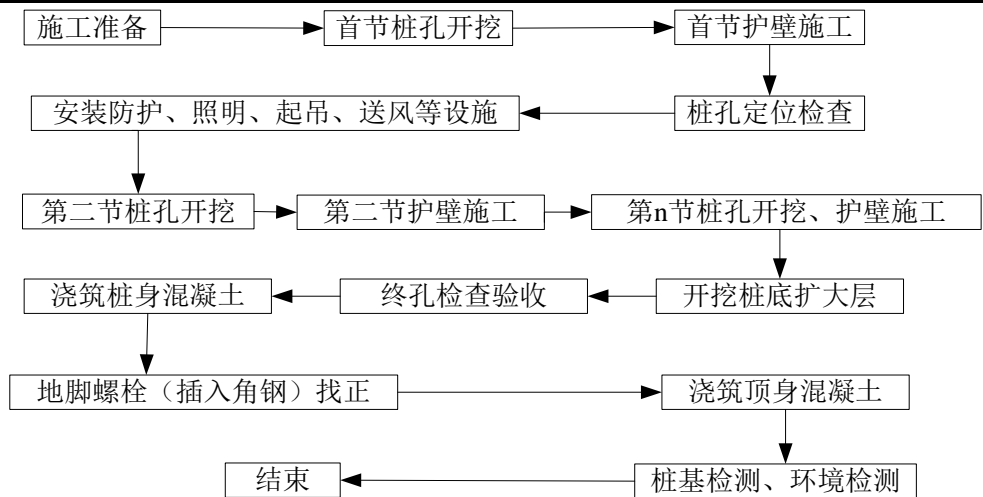 施工准备
首节桩孔开挖
首节护壁施工
桩孔定位检查
安装防护、照明、起吊、送风等设施
第二节桩孔开挖
第二节护壁施工
第n节桩孔开挖、护壁施工
开挖桩底扩大层
终孔检查验收
浇筑桩身混凝土
地脚螺栓（插入角钢）找正
浇筑顶身混凝土
桩基检测、环境检测
结束